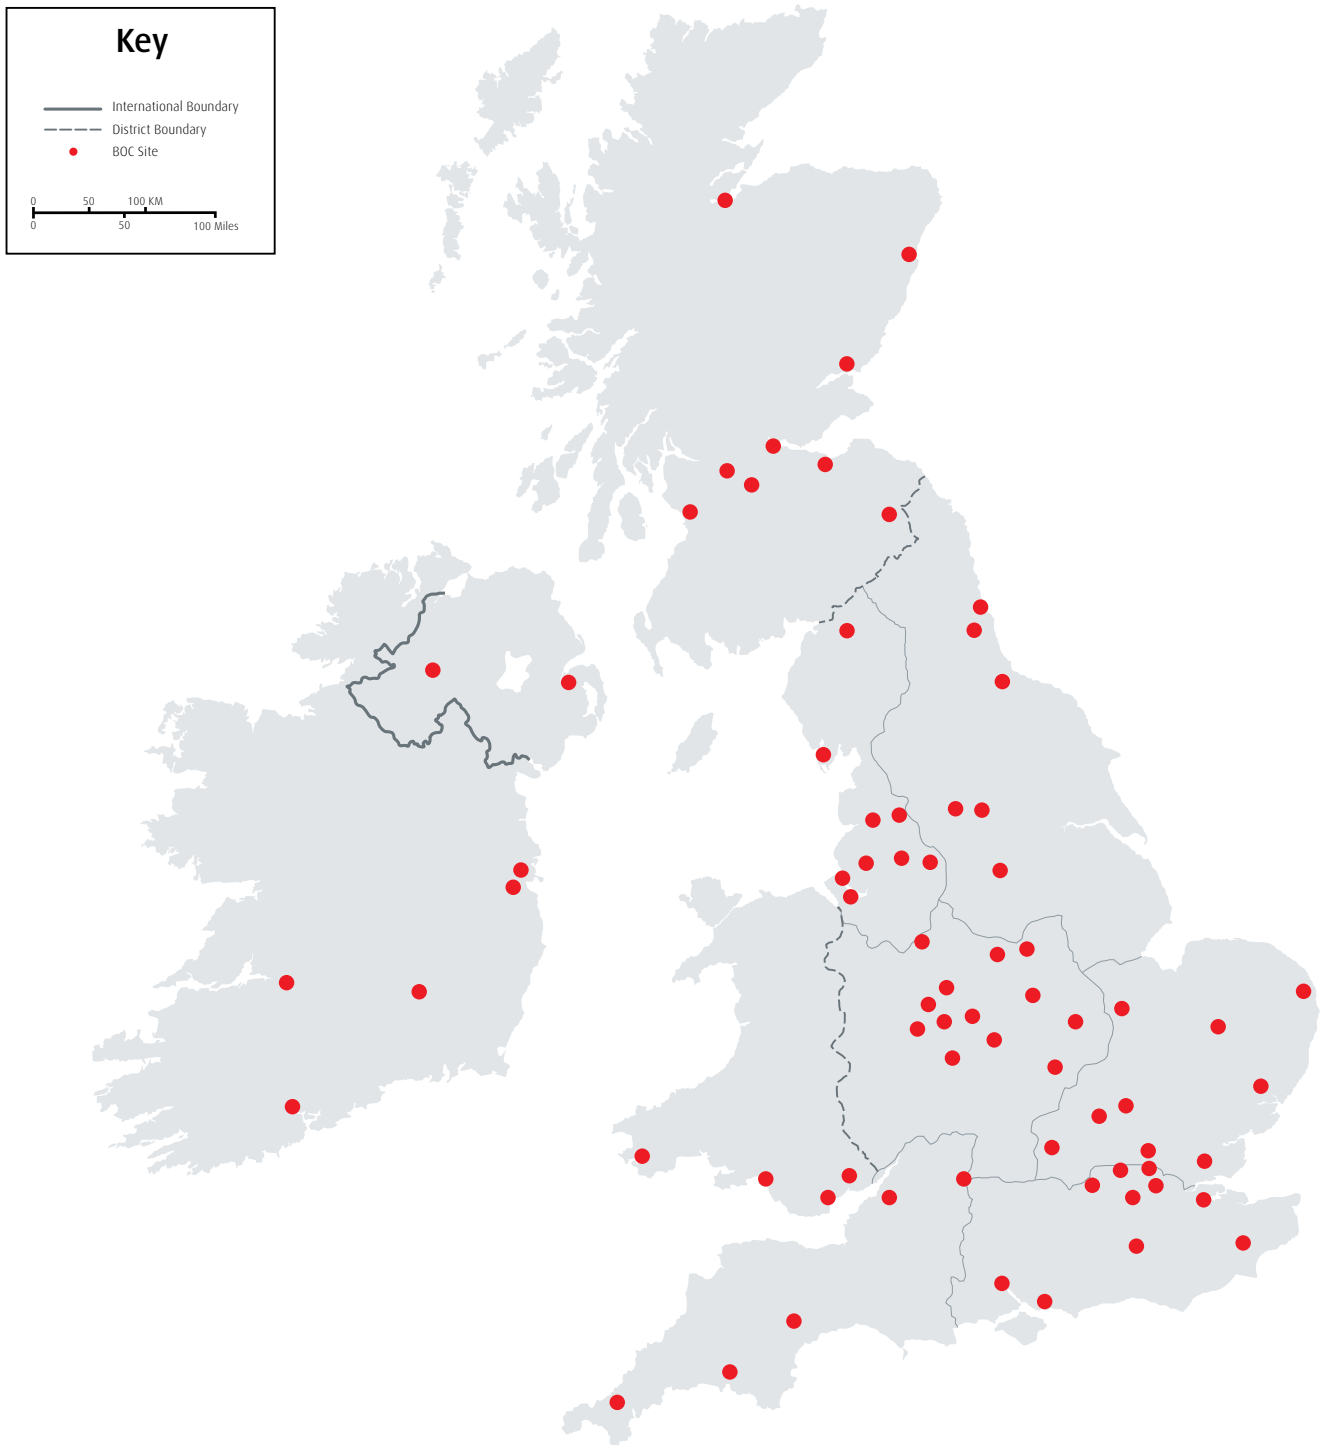 Key
International Boundary
District Boundary
BOC Site
0 50 100 KM
0 50 100 Miles